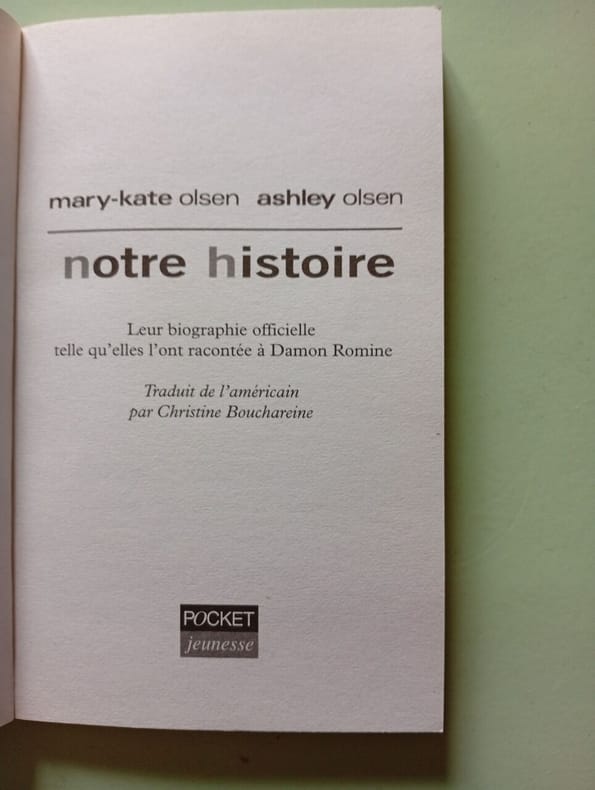 mary-kate olsen ashley olsen
notre histoire
Leur biographie officielle
telle qu'elles l'ont racontée à Damon Romine
Traduit de l'américain
par Christine Bouchareine
POCKET
jeunesse